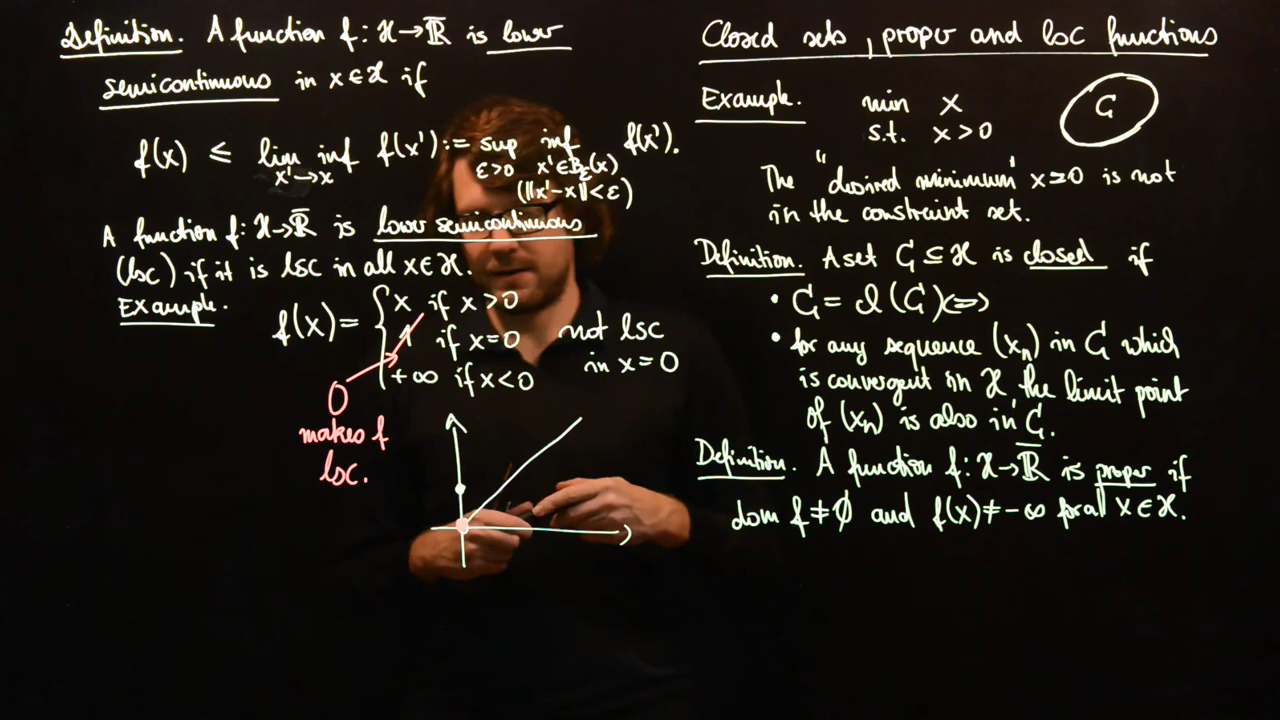 Closed sets, proper and lsc functions
Example. min x
s.t. x>0
G
The "desired minimum" x=0 is not
in the constraint set.
Definition. A set G ⊆ X is closed if
• G = cl (G) <=>
• for any sequence (xₙ) in G which
is convergent in X, the limit point
of (xₙ) is also in G.
Definition. A function f: X→R̅ is proper if
dom f ≠ ∅ and f(x) ≠ -∞ for all x ∈ X.
Definition. A function f: X→R̅ is lower
semicontinuous in x ∈ X if
f(x) ≤ lim inf f(x') := sup inf f(x').
x'→x ε>0 x'∈B_ε(x)
(||x'-x||<ε)
A function f: X→R̅ is lower semicontinuous
(lsc) if it is lsc in all x ∈ X.
Example.
f(x) = { x if x>0
1 if x=0 not lsc
in x=0
+∞ if x<0
0
makes f
lsc.